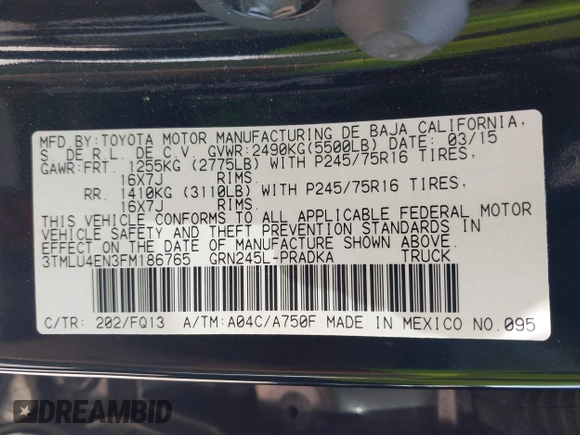 MFD.BY:TOYOTA MOTOR MANUFACTURING DE BAJA CALIFORNIA,
S. DE R.L. DE C.V. GVWR:2490KG(5500LB) DATE: 03/15
GAWR:FRT. 1255KG (2775LB) WITH P245/75R16 TIRES,
16X7J RIMS.
RR. 1410KG (3110LB) WITH P245/75R16 TIRES,
16X7J RIMS.
THIS VEHICLE CONFORMS TO ALL APPLICABLE FEDERAL MOTOR
VEHICLE SAFETY AND THEFT PREVENTION STANDARDS IN
EFFECT ON THE DATE OF MANUFACTURE SHOWN ABOVE.
3TMLU4EN3FM186765 GRN245L-PRADKA TRUCK
C/TR: 202/FQ13 A/TM:A04C/A750F MADE IN MEXICO NO.095
DREAMBID